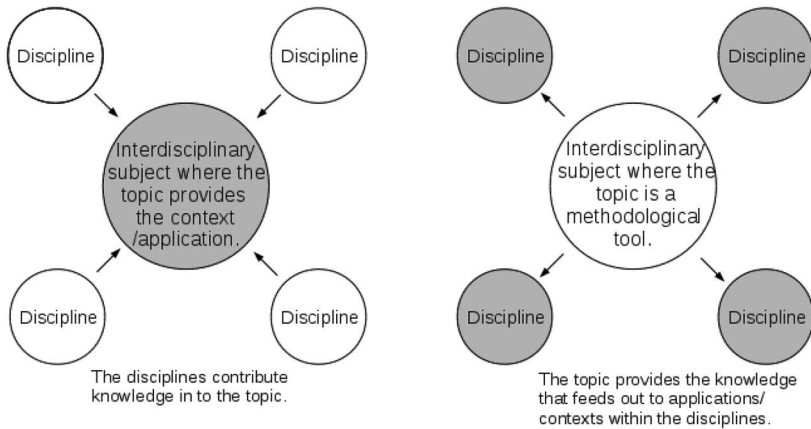 Discipline
Discipline
Interdisciplinary
subject where the
topic provides
the context
/application.
Discipline
Discipline
The disciplines contribute
knowledge in to the topic.
Discipline
Discipline
Interdisciplinary
subject where the
topic is a
methodological
tool.
Discipline
Discipline
The topic provides the knowledge
that feeds out to applications/
contexts within the disciplines.